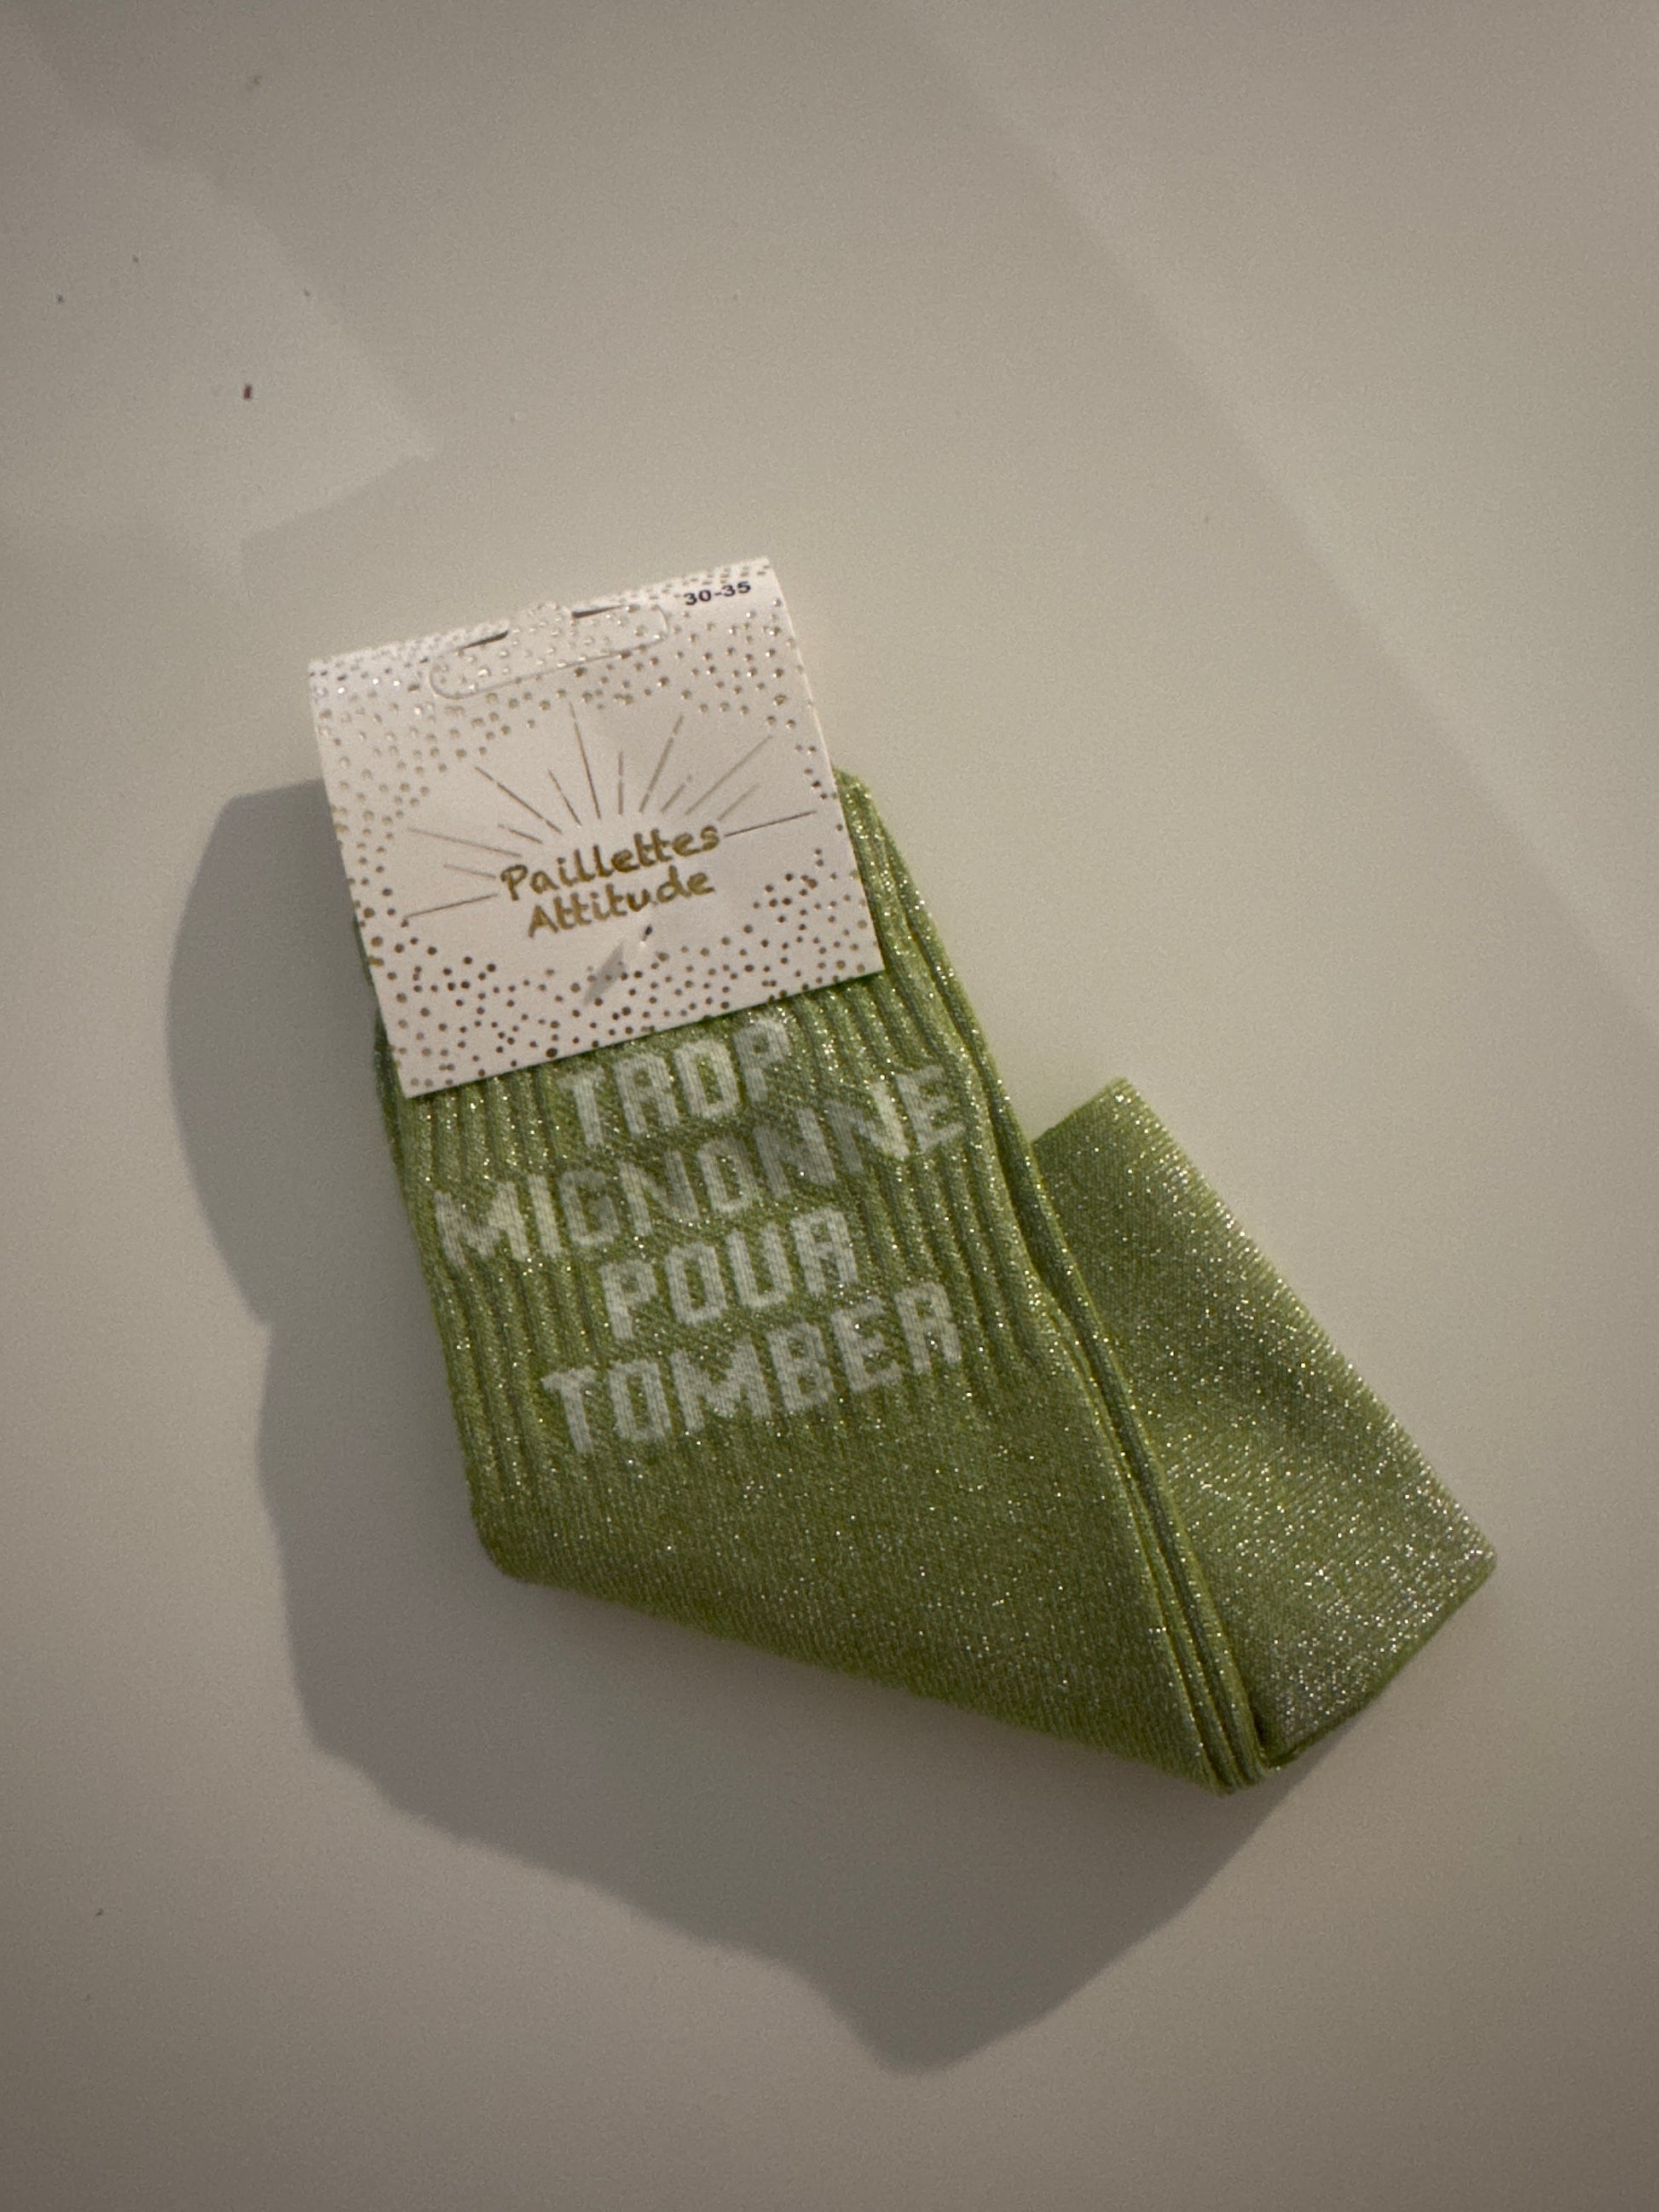 30-35
Paillettes
Attitude
TROP
MIGNONNE
POUR
TOMBER